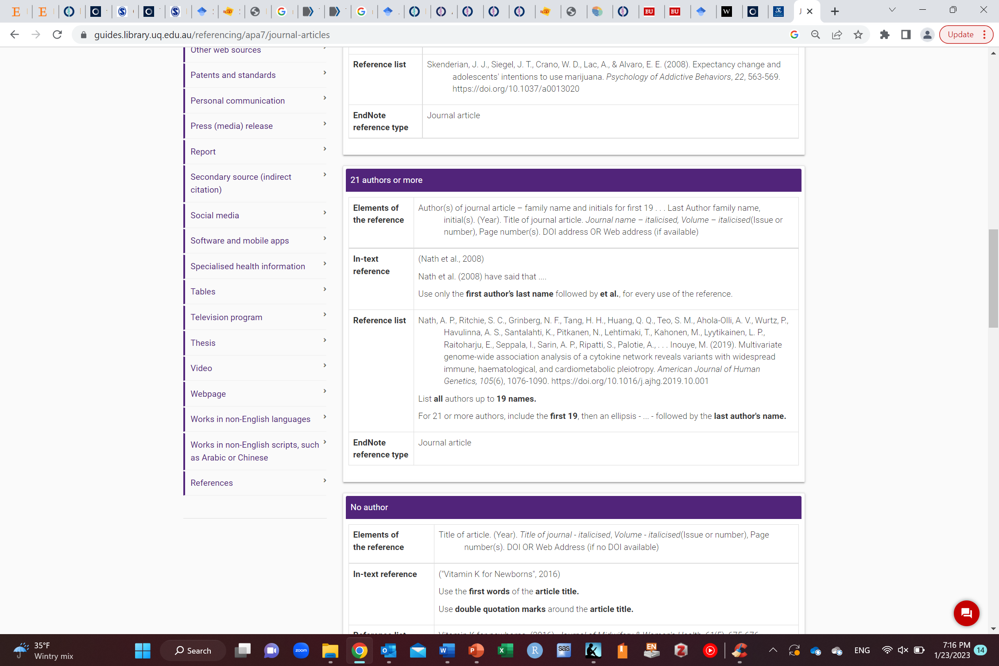 guides.library.uq.edu.au/referencing/apa7/journal-articles
Update
Other web sources
Patents and standards
Personal communication
Press (media) release
Report
Secondary source (indirect
citation)
Social media
Software and mobile apps
Specialised health information
Tables
Television program
Thesis
Video
Webpage
Works in non-English languages
Works in non-English scripts, such
as Arabic or Chinese
References
Reference list
Skenderian, J. J., Siegel, J. T., Crano, W. D., Lac, A., & Alvaro, E. E. (2008). Expectancy change and
adolescents' intentions to use marijuana. Psychology of Addictive Behaviors, 22, 563-569.
https://doi.org/10.1037/a0013020
EndNote
reference type
Journal article
21 authors or more
Elements of
the reference
Author(s) of journal article – family name and initials for first 19 . . . Last Author family name,
initial(s). (Year). Title of journal article. Journal name – italicised, Volume – italicised(Issue or
number), Page number(s). DOI address OR Web address (if available)
In-text
reference
(Nath et al., 2008)
Nath et al. (2008) have said that ....
Use only the first author’s last name followed by et al., for every use of the reference.
Reference list
Nath, A. P., Ritchie, S. C., Grinberg, N. F., Tang, H. H., Huang, Q. Q., Teo, S. M., Ahola-Olli, A. V., Wurtz, P.,
Havulinna, A. S., Santalahti, K., Pitkanen, N., Lehtimaki, T., Kahonen, M., Lyytikainen, L. P.,
Raitoharju, E., Seppala, I., Sarin, A. P., Ripatti, S., Palotie, A., . . . Inouye, M. (2019). Multivariate
genome-wide association analysis of a cytokine network reveals variants with widespread
immune, haematological, and cardiometabolic pleiotropy. American Journal of Human
Genetics, 105(6), 1076-1090. https://doi.org/10.1016/j.ajhg.2019.10.001
List all authors up to 19 names.
For 21 or more authors, include the first 19, then an ellipsis - ... - followed by the last author's name.
EndNote
reference type
Journal article
No author
Elements of
the reference
Title of article. (Year). Title of journal - italicised, Volume - italicised(Issue or number), Page
number(s). DOI OR Web Address (if no DOI available)
In-text reference
("Vitamin K for Newborns", 2016)
Use the first words of the article title.
Use double quotation marks around the article title.
Reference list
Vitamin K for newborns. (2016). Journal of Midwifery & Women's Health, 61(5), 675-676.
35°F
Wintry mix
Search
zoom
ENG
7:16 PM
1/23/2023
14